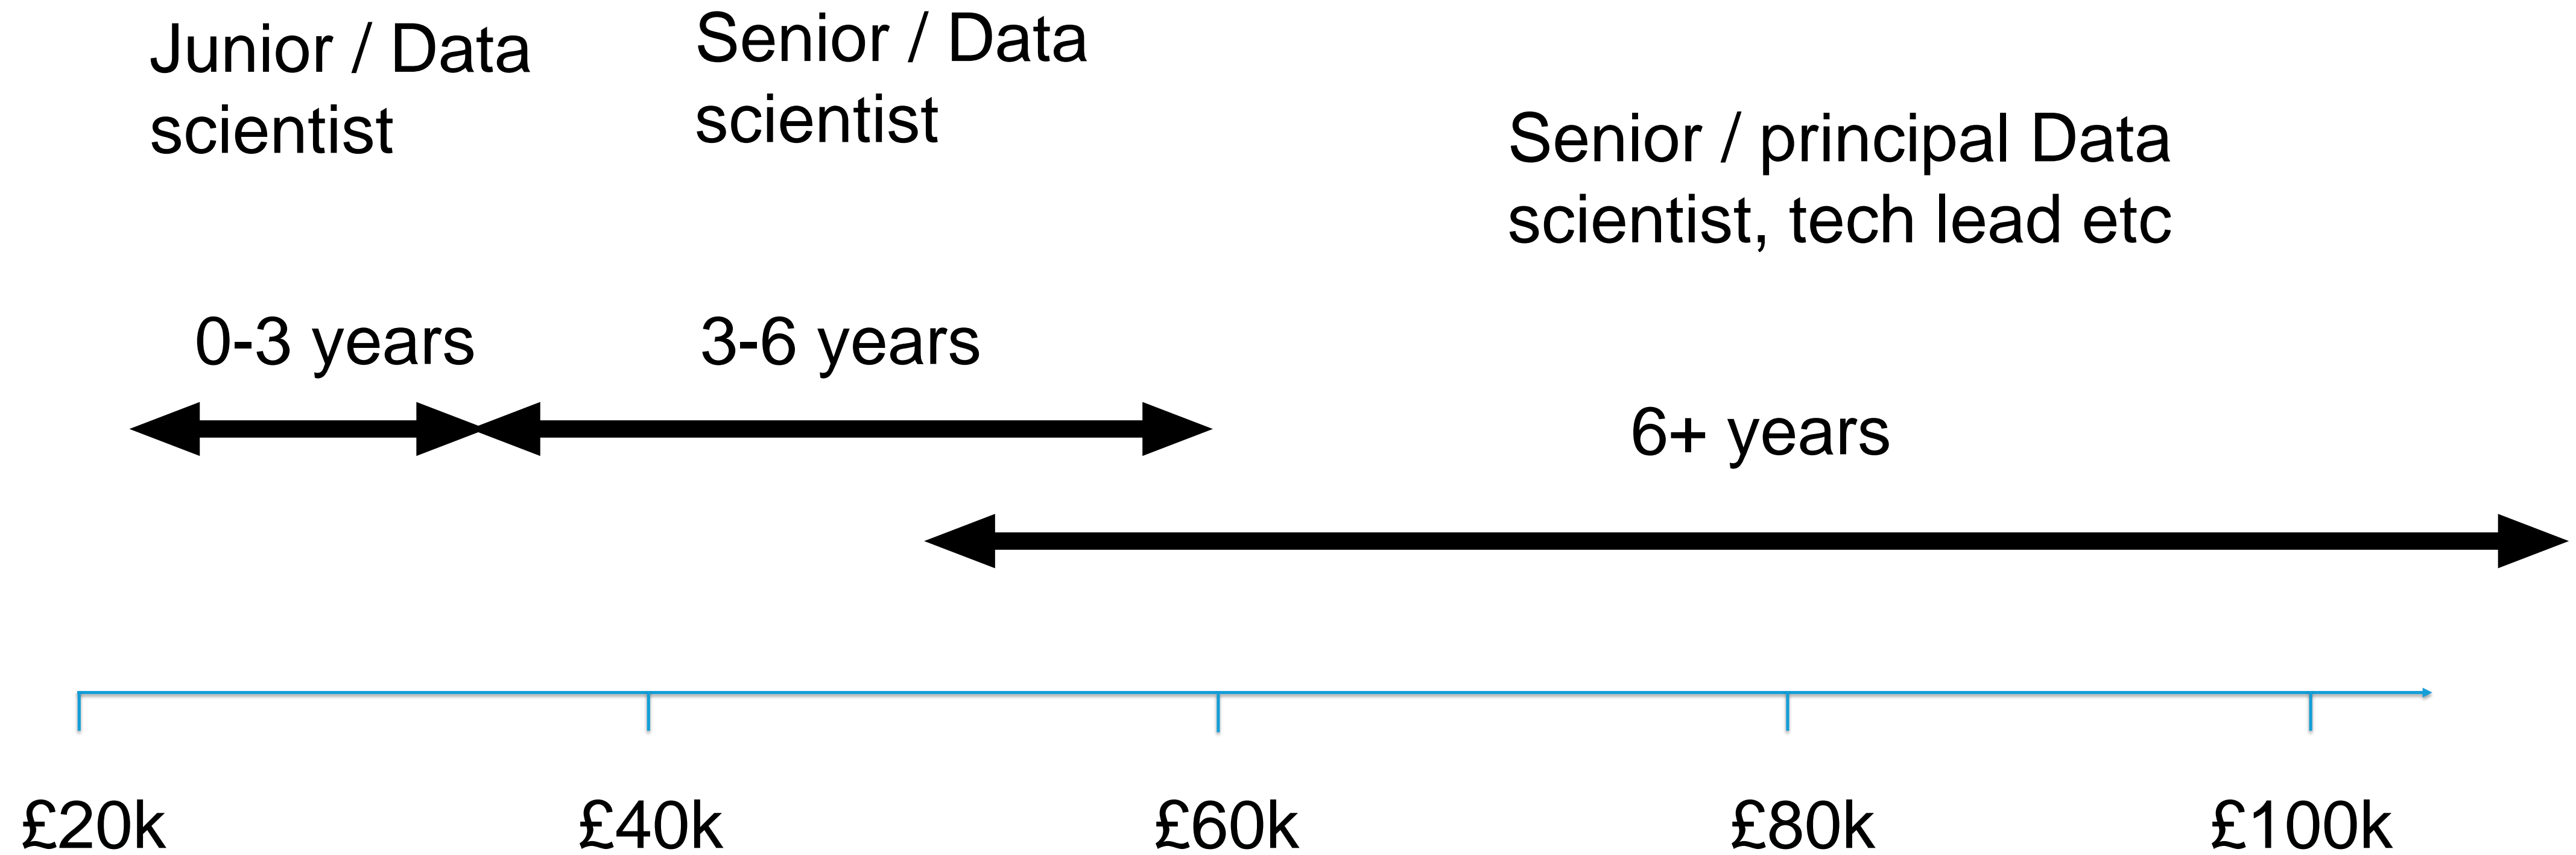 Junior / Data
scientist
Senior / Data
scientist
Senior / principal Data
scientist, tech lead etc
0-3 years
3-6 years
6+ years
£20k
£40k
£60k
£80k
£100k